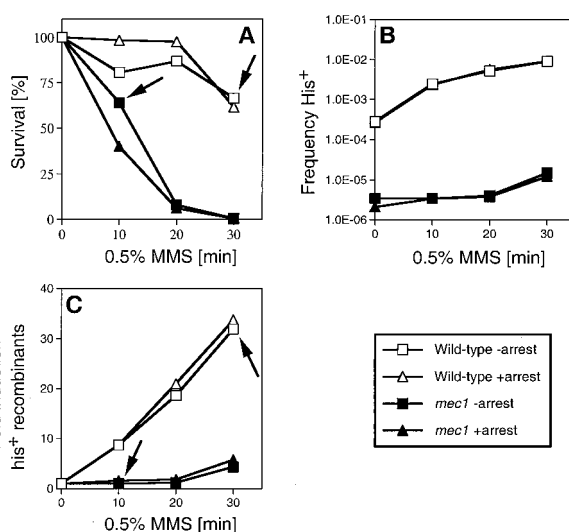 A
100
75
50
25
0
Survival [%]
0 10 20 30
0.5% MMS [min]
B
1.0E-01
1.0E-02
1.0E-03
1.0E-04
1.0E-05
1.0E-06
Frequency His+
0 10 20 30
0.5% MMS [min]
C
40
30
20
10
0
his+ recombinants
0 10 20 30
0.5% MMS [min]
Wild-type -arrest
Wild-type +arrest
mec1 -arrest
mec1 +arrest